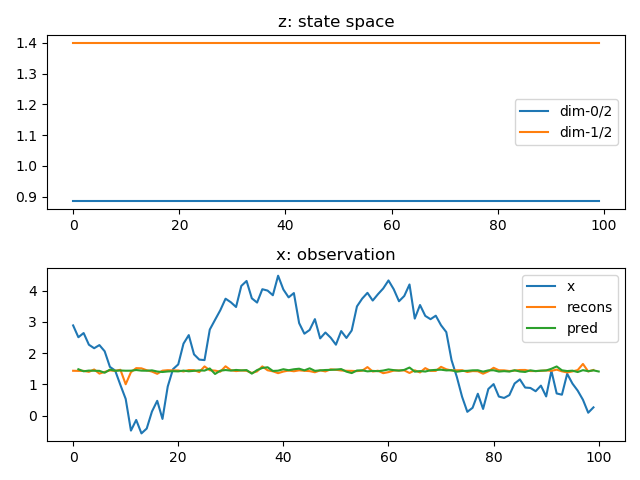 z: state space
1.4
1.3
1.2
1.1
1.0
0.9
dim-0/2
dim-1/2
0 20 40 60 80 100
x: observation
4
3
2
1
0
x
recons
pred
0 20 40 60 80 100